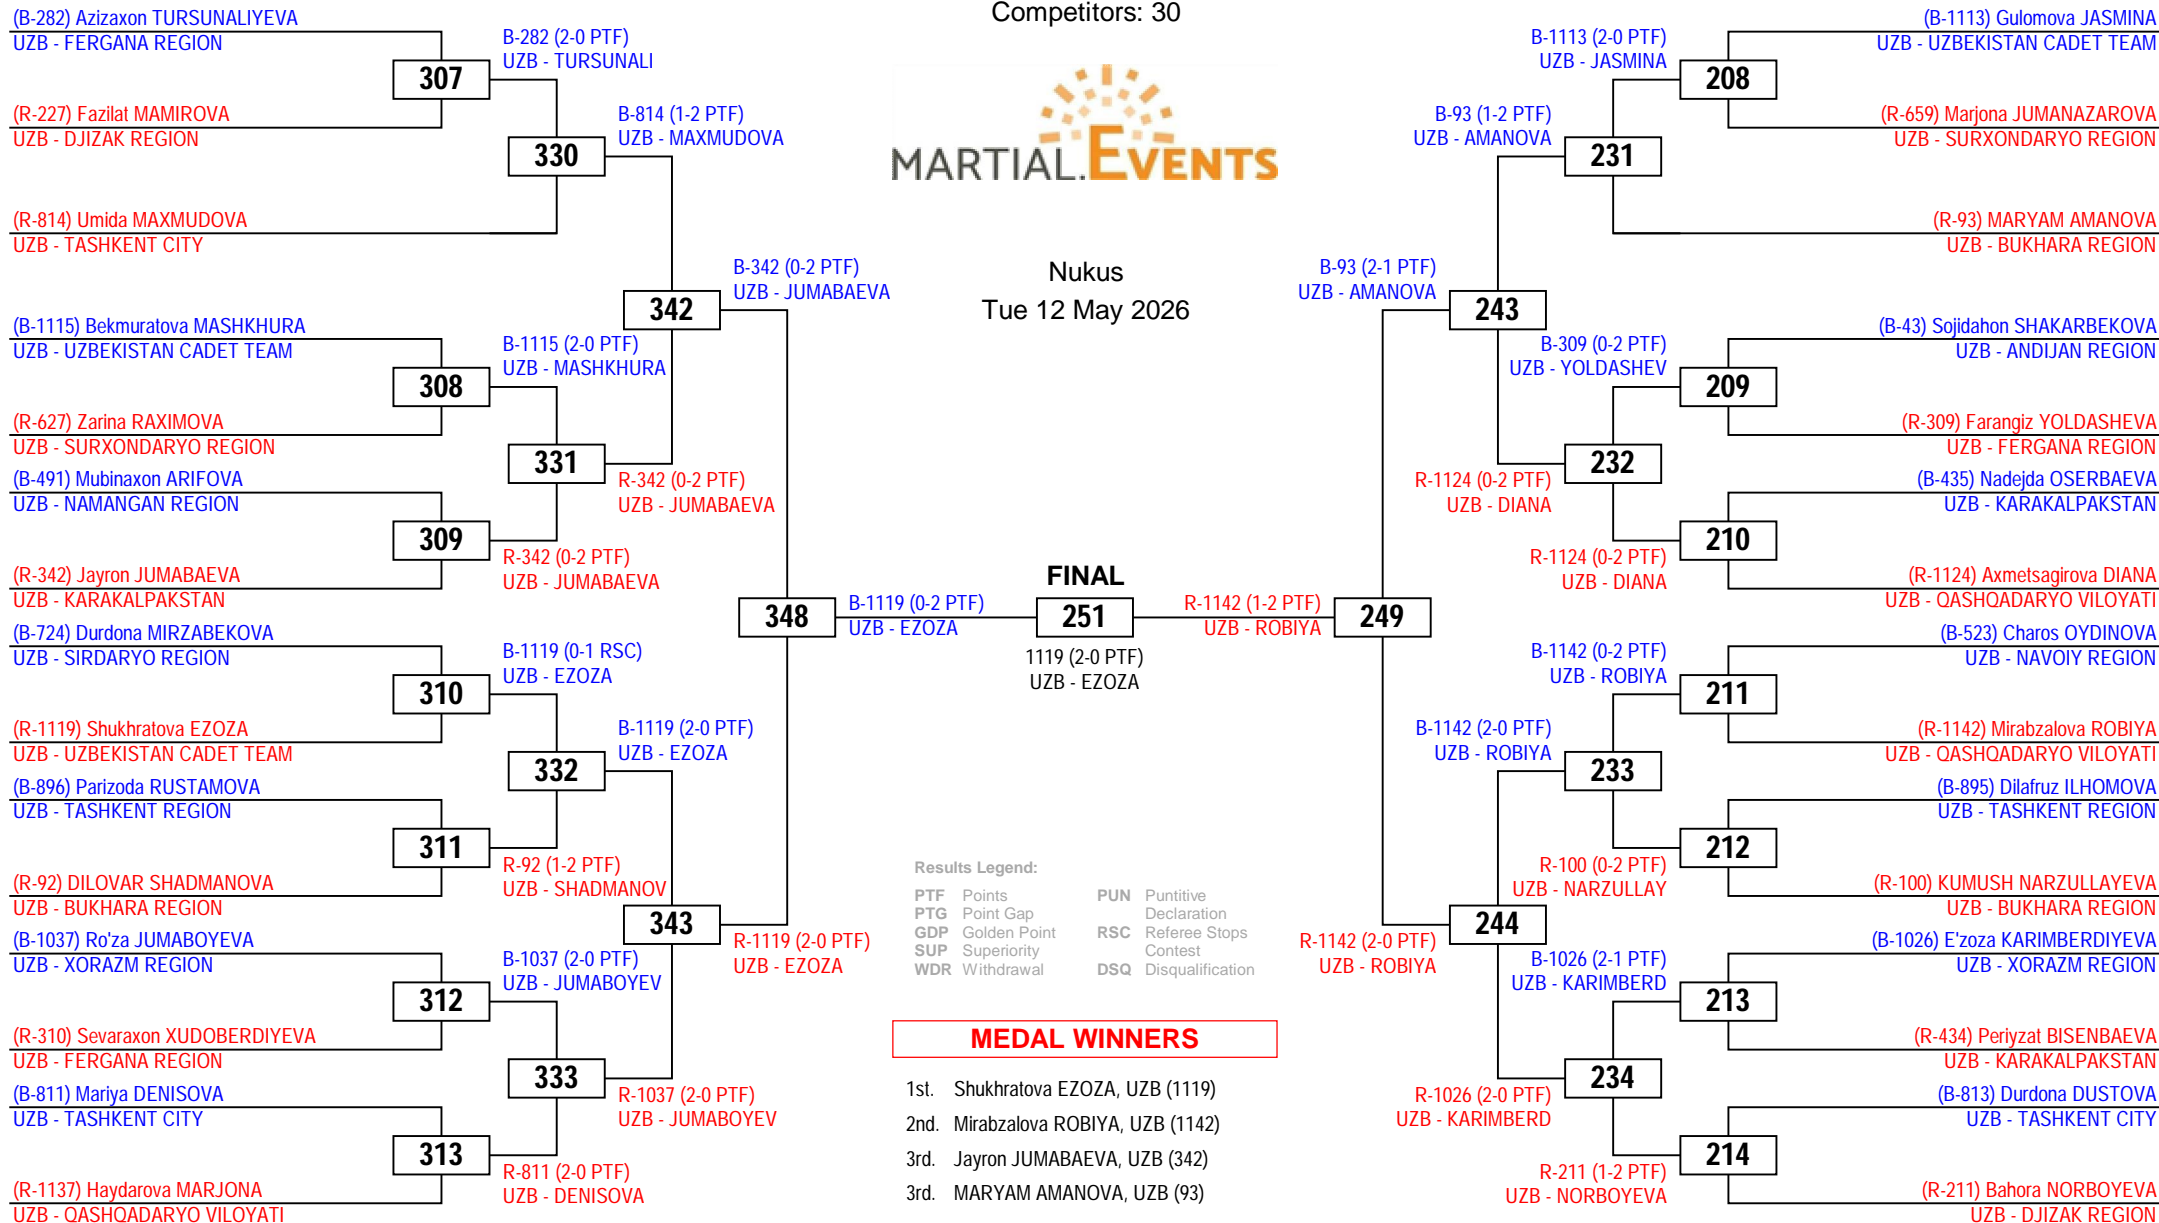 Competitors: 30
MARTIAL.EVENTS
Nukus
Tue 12 May 2026
(B-282) Azizaxon TURSUNALIYEVA
UZB - FERGANA REGION
307
(R-227) Fazilat MAMIROVA
UZB - DJIZAK REGION
(R-814) Umida MAXMUDOVA
UZB - TASHKENT CITY
(B-1115) Bekmuratova MASHKHURA
UZB - UZBEKISTAN CADET TEAM
308
(R-627) Zarina RAXIMOVA
UZB - SURXONDARYO REGION
(B-491) Mubinaxon ARIFOVA
UZB - NAMANGAN REGION
309
(R-342) Jayron JUMABAEVA
UZB - KARAKALPAKSTAN
(B-724) Durdona MIRZABEKOVA
UZB - SIRDARYO REGION
310
(R-1119) Shukhratova EZOZA
UZB - UZBEKISTAN CADET TEAM
(B-896) Parizoda RUSTAMOVA
UZB - TASHKENT REGION
311
(R-92) DILOVAR SHADMANOVA
UZB - BUKHARA REGION
(B-1037) Ro'za JUMABOYEVA
UZB - XORAZM REGION
312
(R-310) Sevaraxon XUDOBERDIYEVA
UZB - FERGANA REGION
(B-811) Mariya DENISOVA
UZB - TASHKENT CITY
313
(R-1137) Haydarova MARJONA
UZB - QASHQADARYO VILOYATI
B-282 (2-0 PTF)
UZB - TURSUNALI
330
B-1115 (2-0 PTF)
UZB - MASHKHURA
331
R-342 (0-2 PTF)
UZB - JUMABAEVA
B-1119 (0-1 RSC)
UZB - EZOZA
332
R-92 (1-2 PTF)
UZB - SHADMANOV
B-1037 (2-0 PTF)
UZB - JUMABOYEV
333
R-811 (2-0 PTF)
UZB - DENISOVA
B-814 (1-2 PTF)
UZB - MAXMUDOVA
342
R-342 (0-2 PTF)
UZB - JUMABAEVA
B-1119 (2-0 PTF)
UZB - EZOZA
343
R-1037 (2-0 PTF)
UZB - JUMABOYEV
B-342 (0-2 PTF)
UZB - JUMABAEVA
348
R-1119 (2-0 PTF)
UZB - EZOZA
B-1119 (0-2 PTF)
UZB - EZOZA
FINAL
251
1119 (2-0 PTF)
UZB - EZOZA
R-1142 (1-2 PTF)
UZB - ROBIYA
B-93 (2-1 PTF)
UZB - AMANOVA
249
R-1142 (2-0 PTF)
UZB - ROBIYA
B-93 (1-2 PTF)
UZB - AMANOVA
243
R-1124 (0-2 PTF)
UZB - DIANA
B-1142 (2-0 PTF)
UZB - ROBIYA
244
R-1026 (2-0 PTF)
UZB - KARIMBERD
B-1113 (2-0 PTF)
UZB - JASMINA
231
B-309 (0-2 PTF)
UZB - YOLDASHEV
232
R-1124 (0-2 PTF)
UZB - DIANA
B-1142 (0-2 PTF)
UZB - ROBIYA
233
R-100 (0-2 PTF)
UZB - NARZULLAY
B-1026 (2-1 PTF)
UZB - KARIMBERD
234
R-211 (1-2 PTF)
UZB - NORBOYEVA
(B-1113) Gulomova JASMINA
UZB - UZBEKISTAN CADET TEAM
208
(R-659) Marjona JUMANAZAROVA
UZB - SURXONDARYO REGION
(R-93) MARYAM AMANOVA
UZB - BUKHARA REGION
(B-43) Sojidahon SHAKARBEKOVA
UZB - ANDIJAN REGION
209
(R-309) Farangiz YOLDASHEVA
UZB - FERGANA REGION
(B-435) Nadejda OSERBAEVA
UZB - KARAKALPAKSTAN
210
(R-1124) Axmetsagirova DIANA
UZB - QASHQADARYO VILOYATI
(B-523) Charos OYDINOVA
UZB - NAVOIY REGION
211
(R-1142) Mirabzalova ROBIYA
UZB - QASHQADARYO VILOYATI
(B-895) Dilafruz ILHOMOVA
UZB - TASHKENT REGION
212
(R-100) KUMUSH NARZULLAYEVA
UZB - BUKHARA REGION
(B-1026) E'zoza KARIMBERDIYEVA
UZB - XORAZM REGION
213
(R-434) Periyzat BISENBAEVA
UZB - KARAKALPAKSTAN
(B-813) Durdona DUSTOVA
UZB - TASHKENT CITY
214
(R-211) Bahora NORBOYEVA
UZB - DJIZAK REGION
Results Legend:
PTF Points
PTG Point Gap
GDP Golden Point
SUP Superiority
WDR Withdrawal
PUN Puntitive
Declaration
RSC Referee Stops
Contest
DSQ Disqualification
MEDAL WINNERS
1st. Shukhratova EZOZA, UZB (1119)
2nd. Mirabzalova ROBIYA, UZB (1142)
3rd. Jayron JUMABAEVA, UZB (342)
3rd. MARYAM AMANOVA, UZB (93)